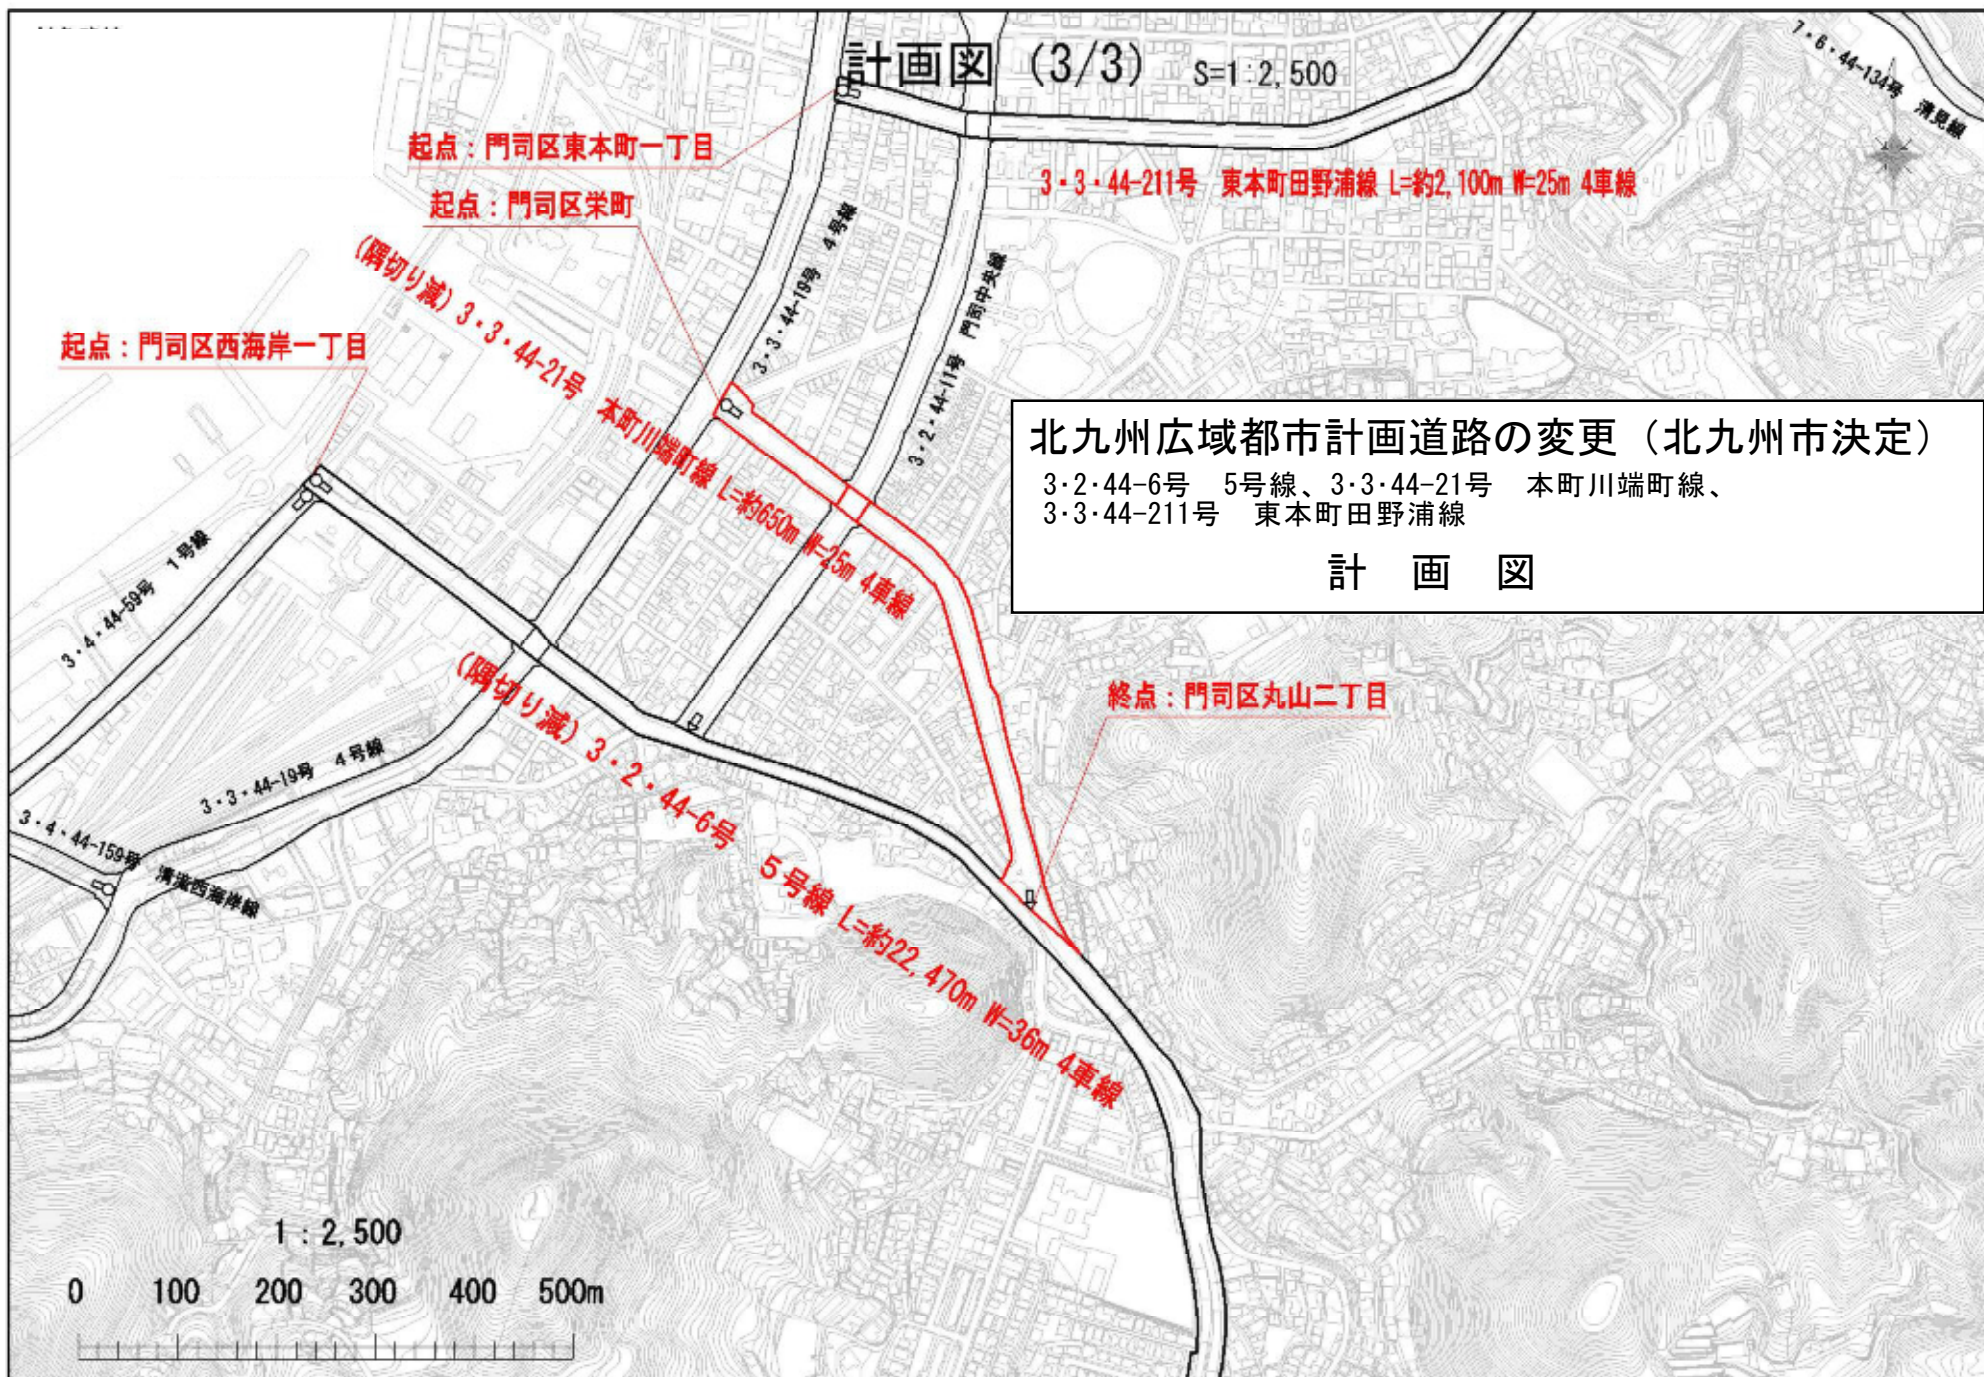 計画図（3/3） S=1:2,500
7・6・44-134号　清見線
起点：門司区東本町一丁目
3・3・44-211号　東本町田野浦線 L=約2,100m W=25m 4車線
起点：門司区栄町
（隅切り減）3・3・44-21号　本町川端町線 L=約650m W=25m 4車線
3・3・44-19号　4号線
3・2・44-11号　門司中央線
起点：門司区西海岸一丁目
北九州広域都市計画道路の変更（北九州市決定）
3・2・44-6号　5号線、3・3・44-21号　本町川端町線、
3・3・44-211号　東本町田野浦線
計　画　図
3・4・44-59号　1号線
（隅切り減）3・2・44-6号　5号線 L=約22,470m W=36m 4車線
終点：門司区丸山二丁目
3・3・44-19号　4号線
3・4・44-159号　清滝西海岸線
1：2,500
0 100 200 300 400 500m